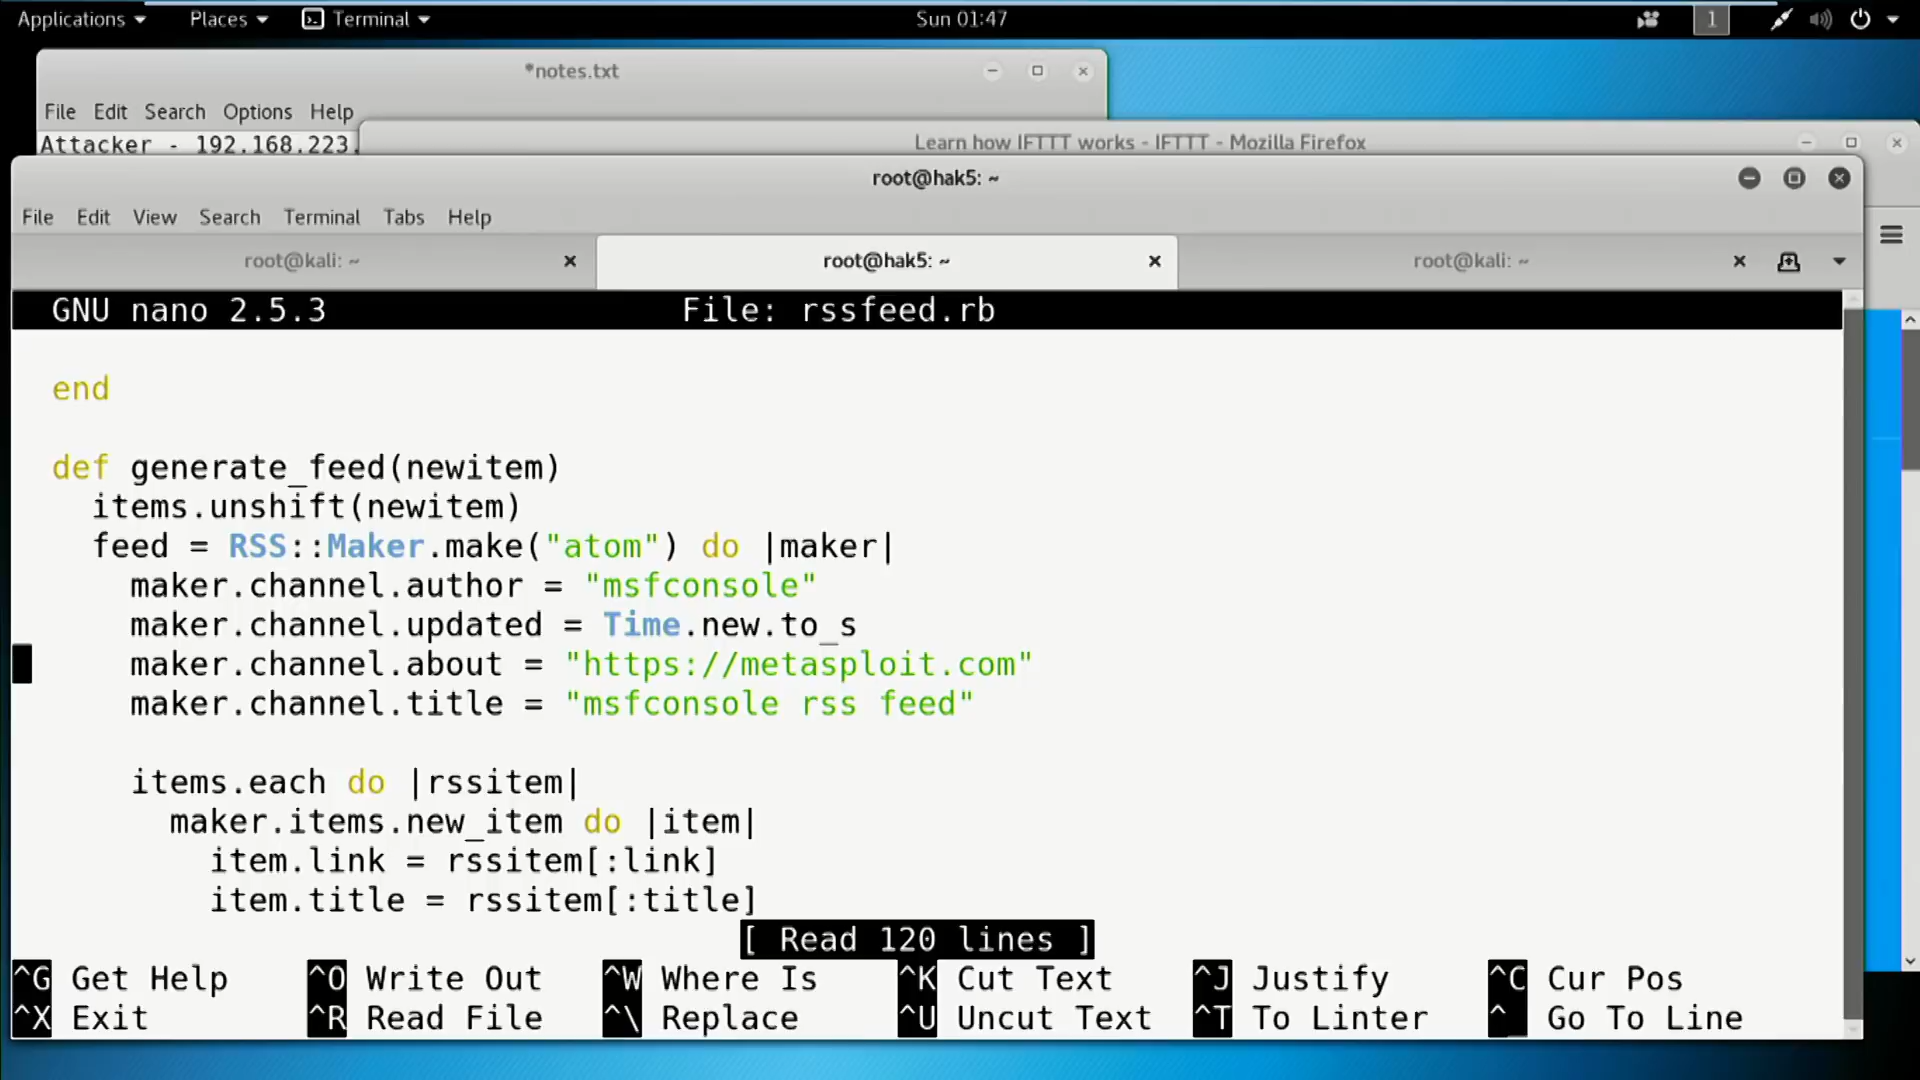 Applications Places Terminal Sun 01:47 1
*notes.txt
File Edit Search Options Help
Attacker - 192.168.223.
Learn how IFTTT works - IFTTT - Mozilla Firefox
root@hak5: ~
File Edit View Search Terminal Tabs Help
root@kali: ~ root@hak5: ~ root@kali: ~
GNU nano 2.5.3 File: rssfeed.rb
end
def generate_feed(newitem)
items.unshift(newitem)
feed = RSS::Maker.make("atom") do |maker|
maker.channel.author = "msfconsole"
maker.channel.updated = Time.new.to_s
maker.channel.about = "https://metasploit.com"
maker.channel.title = "msfconsole rss feed"
items.each do |rssitem|
maker.items.new_item do |item|
item.link = rssitem[:link]
item.title = rssitem[:title]
[ Read 120 lines ]
^G Get Help ^O Write Out ^W Where Is ^K Cut Text ^J Justify ^C Cur Pos
^X Exit ^R Read File ^\ Replace ^U Uncut Text ^T To Linter ^_ Go To Line